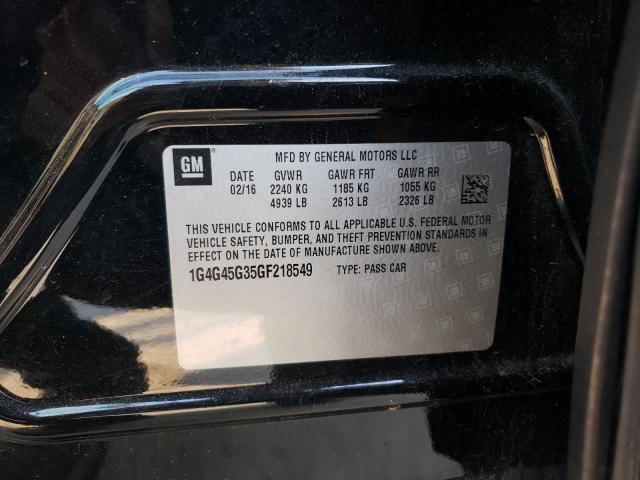 GM
MFD BY GENERAL MOTORS LLC
DATE GVWR GAWR FRT GAWR RR
02/16 2240 KG 1185 KG 1055 KG
4939 LB 2613 LB 2326 LB
THIS VEHICLE CONFORMS TO ALL APPLICABLE U.S. FEDERAL MOTOR
VEHICLE SAFETY, BUMPER, AND THEFT PREVENTION STANDARDS IN
EFFECT ON THE DATE OF MANUFACTURE SHOWN ABOVE.
1G4G45G35GF218549 TYPE: PASS CAR